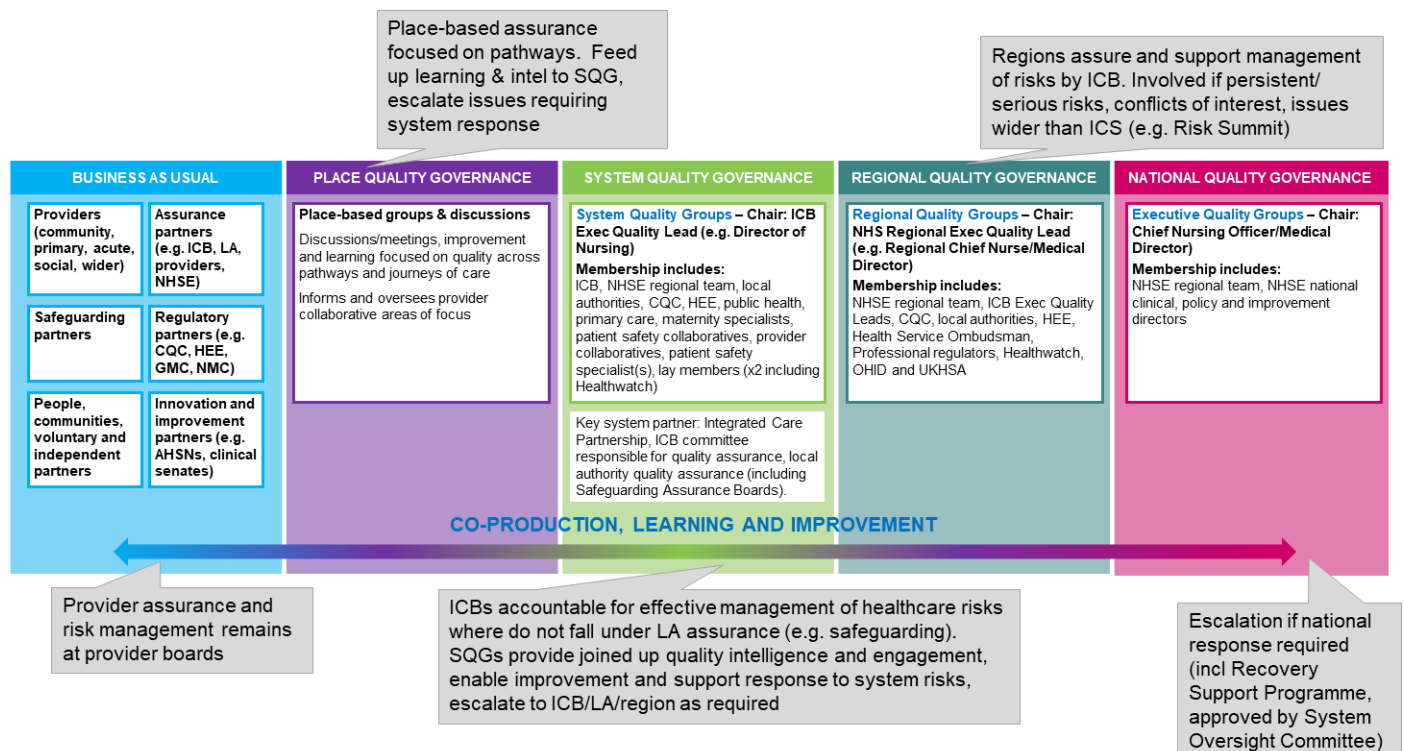 Place-based assurance
focused on pathways.  Feed
up learning & intel to SQG,
escalate issues requiring
system response
Regions assure and support management
of risks by ICB. Involved if persistent/
serious risks, conflicts of interest, issues
wider than ICS (e.g. Risk Summit)
BUSINESS AS USUAL
Providers
(community,
primary, acute,
social, wider)
Assurance
partners
(e.g. ICB, LA,
providers,
NHSE)
Safeguarding
partners
Regulatory
partners (e.g.
CQC, HEE,
GMC, NMC)
People,
communities,
voluntary and
independent
partners
Innovation and
improvement
partners (e.g.
AHSNs, clinical
senates)
PLACE QUALITY GOVERNANCE
Place-based groups & discussions
Discussions/meetings, improvement
and learning focused on quality across
pathways and journeys of care
Informs and oversees provider
collaborative areas of focus
SYSTEM QUALITY GOVERNANCE
System Quality Groups – Chair: ICB
Exec Quality Lead (e.g. Director of
Nursing)
Membership includes:
ICB, NHSE regional team, local
authorities, CQC, HEE, public health,
primary care, maternity specialists,
patient safety collaboratives, provider
collaboratives, patient safety
specialist(s), lay members (x2 including
Healthwatch)
Key system partner: Integrated Care
Partnership, ICB committee
responsible for quality assurance, local
authority quality assurance (including
Safeguarding Assurance Boards).
REGIONAL QUALITY GOVERNANCE
Regional Quality Groups – Chair:
NHS Regional Exec Quality Lead
(e.g. Regional Chief Nurse/Medical
Director)
Membership includes:
NHSE regional team, ICB Exec Quality
Leads, CQC, local authorities, HEE,
Health Service Ombudsman,
Professional regulators, Healthwatch,
OHID and UKHSA
NATIONAL QUALITY GOVERNANCE
Executive Quality Groups – Chair:
Chief Nursing Officer/Medical
Director)
Membership includes:
NHSE regional team, NHSE national
clinical, policy and improvement
directors
CO-PRODUCTION, LEARNING AND IMPROVEMENT
Provider assurance and
risk management remains
at provider boards
ICBs accountable for effective management of healthcare risks
where do not fall under LA assurance (e.g. safeguarding).
SQGs provide joined up quality intelligence and engagement,
enable improvement and support response to system risks,
escalate to ICB/LA/region as required
Escalation if national
response required
(incl Recovery
Support Programme,
approved by System
Oversight Committee)